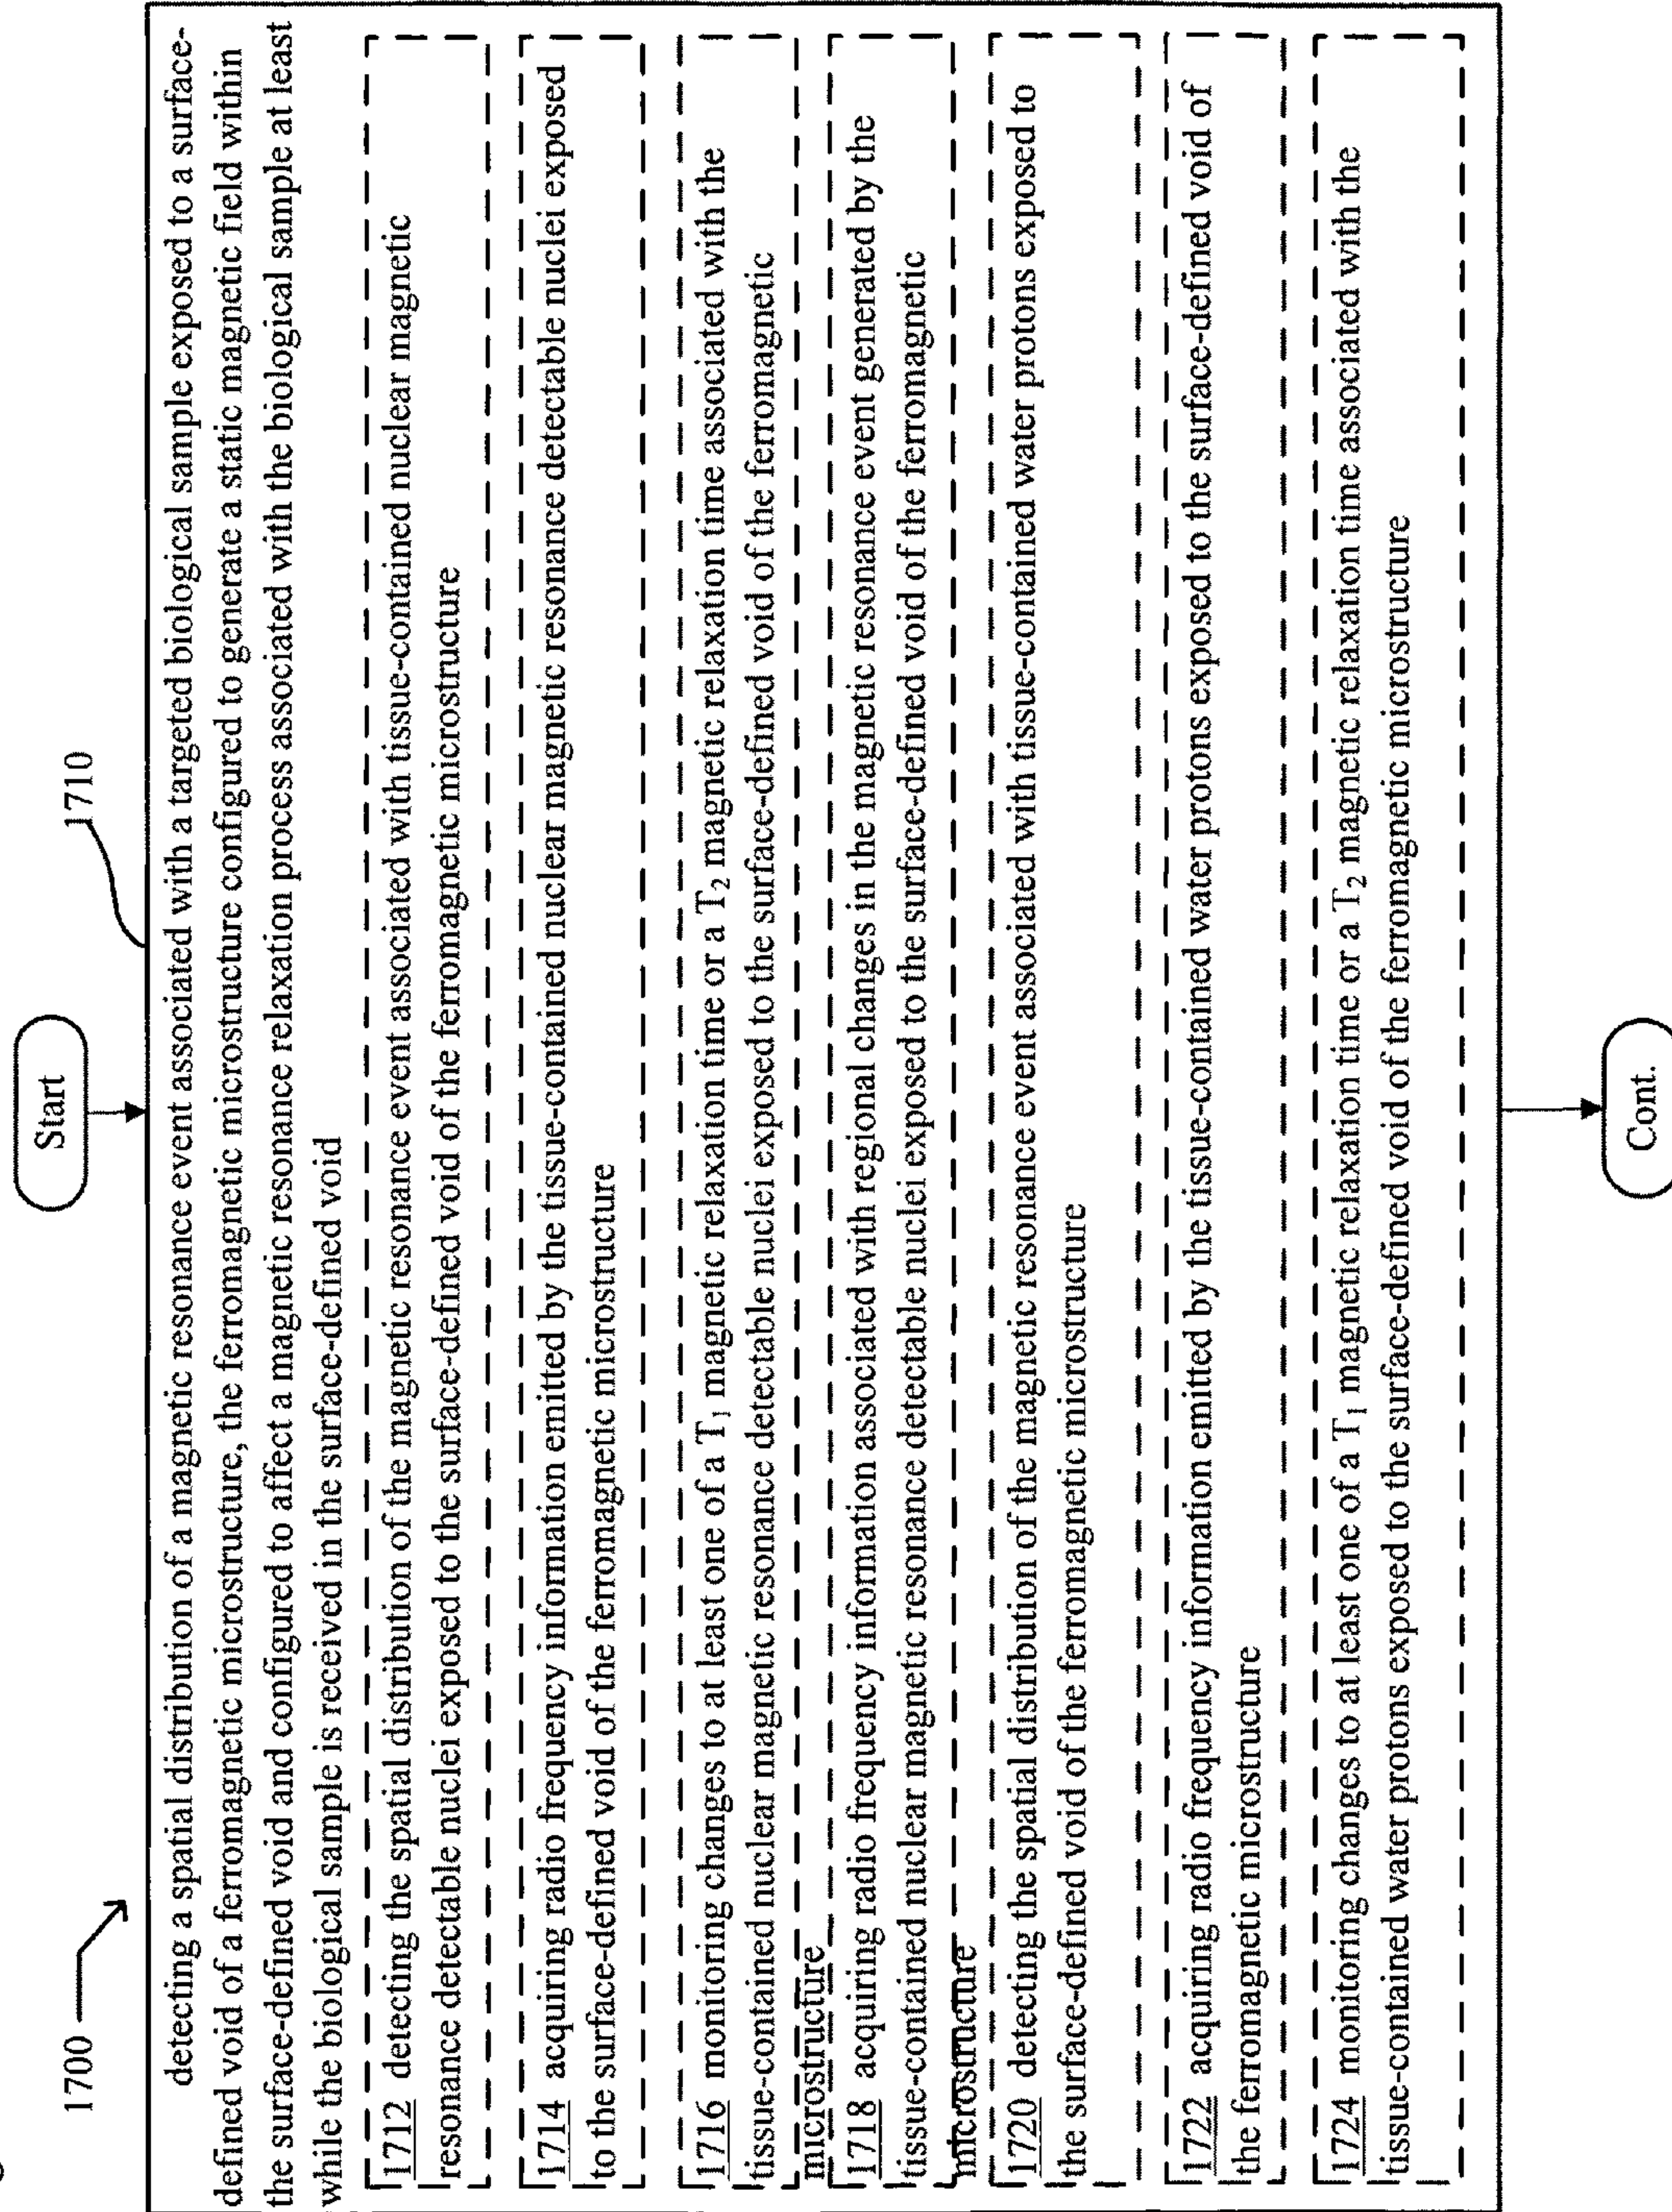 1700
Start
1710
detecting a spatial distribution of a magnetic resonance event associated with a targeted biological sample exposed to a surface-
defined void of a ferromagnetic microstructure, the ferromagnetic microstructure configured to generate a static magnetic field within
the surface-defined void and configured to affect a magnetic resonance relaxation process associated with the biological sample at least
while the biological sample is received in the surface-defined void
1712 detecting the spatial distribution of the magnetic resonance event associated with tissue-contained nuclear magnetic
resonance detectable nuclei exposed to the surface-defined void of the ferromagnetic microstructure
1714 acquiring radio frequency information emitted by the tissue-contained nuclear magnetic resonance detectable nuclei exposed
to the surface-defined void of the ferromagnetic microstructure
1716 monitoring changes to at least one of a T₁ magnetic relaxation time or a T₂ magnetic relaxation time associated with the
tissue-contained nuclear magnetic resonance detectable nuclei exposed to the surface-defined void of the ferromagnetic
microstructure
1718 acquiring radio frequency information associated with regional changes in the magnetic resonance event generated by the
tissue-contained nuclear magnetic resonance detectable nuclei exposed to the surface-defined void of the ferromagnetic
microstructure
1720 detecting the spatial distribution of the magnetic resonance event associated with tissue-contained water protons exposed to
the surface-defined void of the ferromagnetic microstructure
1722 acquiring radio frequency information emitted by the tissue-contained water protons exposed to the surface-defined void of
the ferromagnetic microstructure
1724 monitoring changes to at least one of a T₁ magnetic relaxation time or a T₂ magnetic relaxation time associated with the
tissue-contained water protons exposed to the surface-defined void of the ferromagnetic microstructure
Cont.